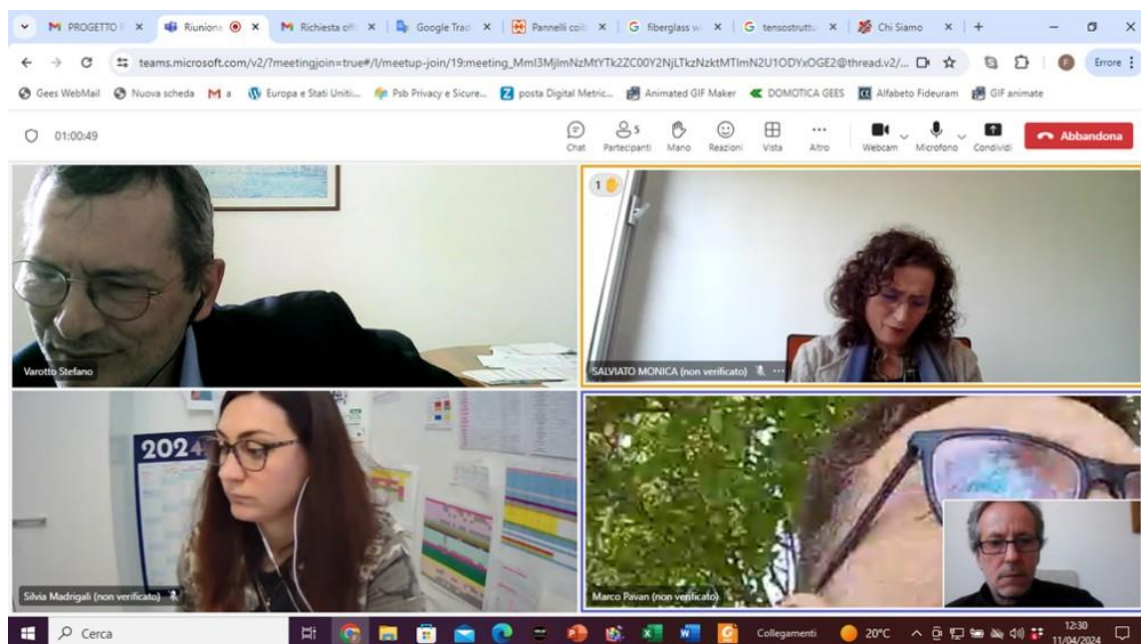 PROGETTO F
Riunione
Richiesta off
Google Trad
Pannelli coib
fiberglass wi
tensostruttur
Chi Siamo
teams.microsoft.com/v2/?meetingjoin=true#/l/meetup-join/19:meeting_MmI3MjlmNzMtYTk2ZC00Y2NjLTkzNzktMTlmN2U1ODYxOGE2@thread.v2/...
Errore
Gees WebMail
Nuova scheda
a
Europa e Stati Uniti:...
Psb Privacy e Sicure...
posta Digital Metric...
Animated GIF Maker
DOMOTICA GEES
Alfabeto Fideuram
GIF animate
01:00:49
5
Chat
Partecipanti
Mano
Reazioni
Vista
Altro
Webcam
Microfono
Condividi
Abbandona
1
Varotto Stefano
SALVIATO MONICA (non verificato)
2024
Silvia Madrigali (non verificato)
Marco Pavan (non verificato)
Cerca
Collegamenti
20°C
12:30
11/04/2024